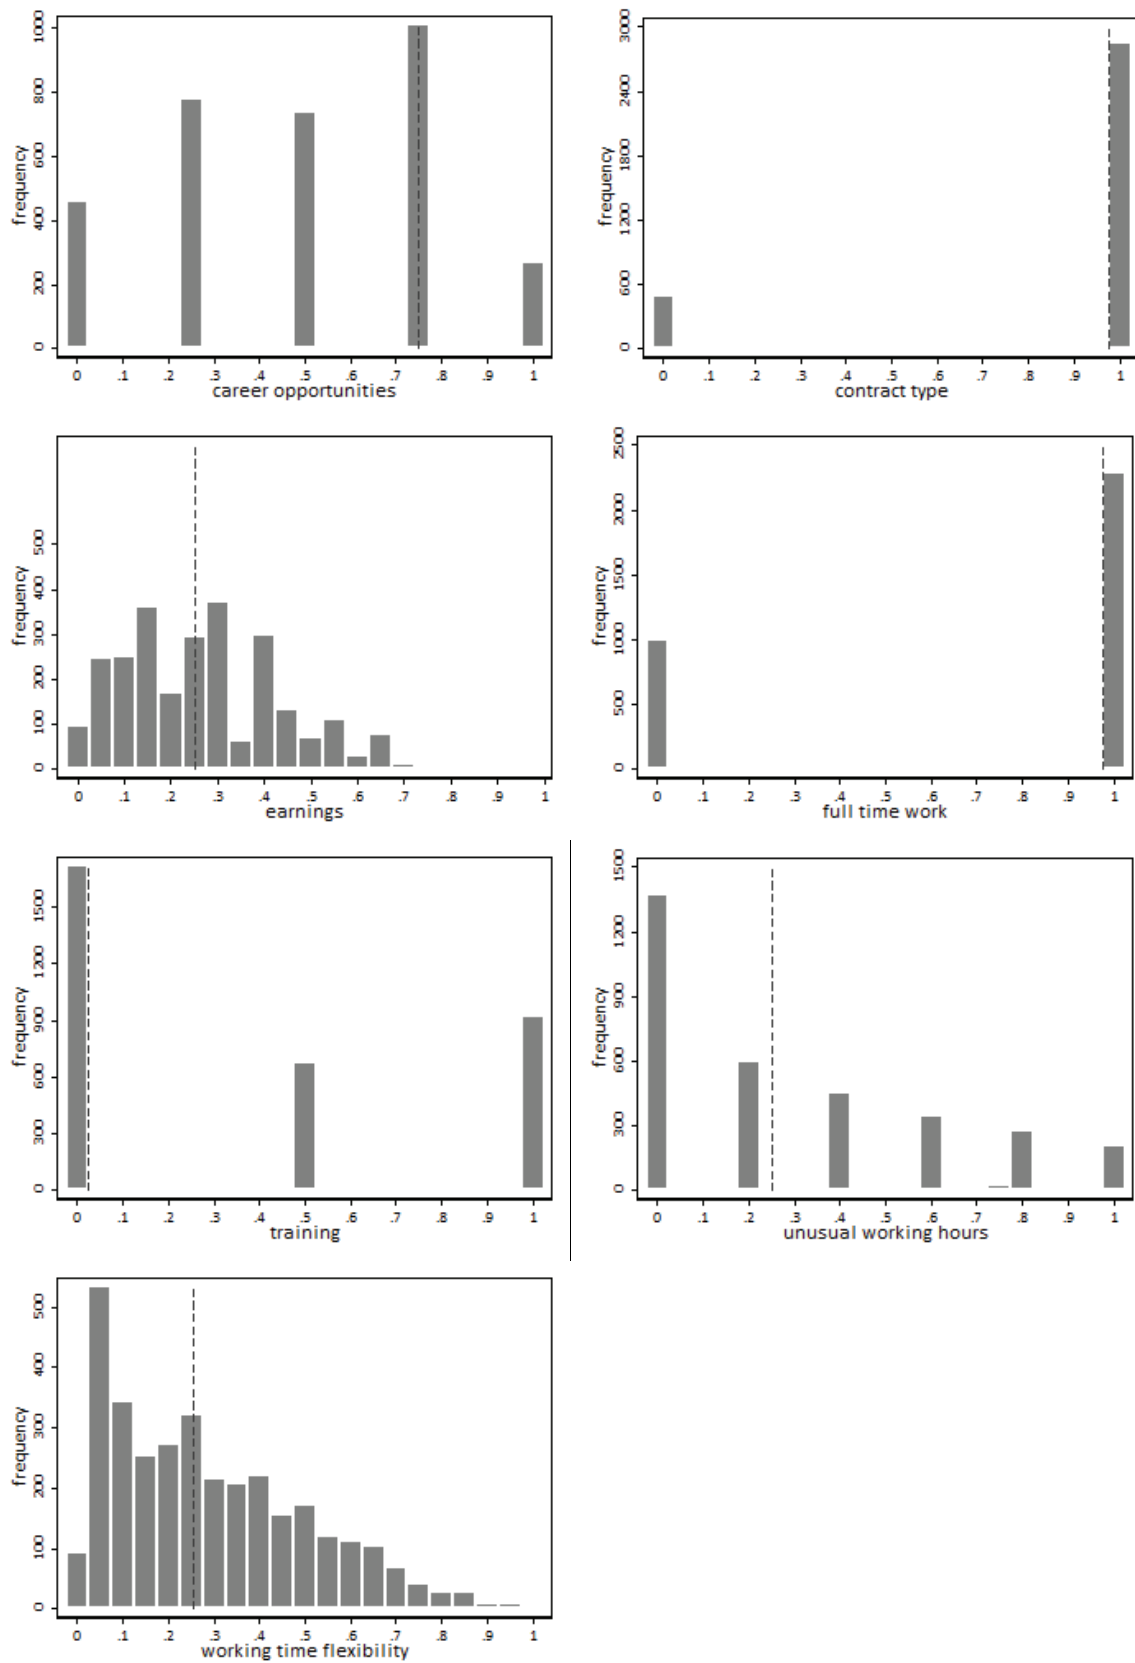 1000
800
600
400
200
0
frequency
0 .1 .2 .3 .4 .5 .6 .7 .8 .9 1
career opportunities
3000
2400
1800
1200
600
0
frequency
0 .1 .2 .3 .4 .5 .6 .7 .8 .9 1
contract type
500
400
300
200
100
0
frequency
0 .1 .2 .3 .4 .5 .6 .7 .8 .9 1
earnings
2500
2000
1500
1000
500
0
frequency
0 .1 .2 .3 .4 .5 .6 .7 .8 .9 1
full time work
1500
1200
900
600
300
0
frequency
0 .1 .2 .3 .4 .5 .6 .7 .8 .9 1
training
1500
1200
900
600
300
0
frequency
0 .1 .2 .3 .4 .5 .6 .7 .8 .9 1
unusual working hours
500
400
300
200
100
0
frequency
0 .1 .2 .3 .4 .5 .6 .7 .8 .9 1
working time flexibility